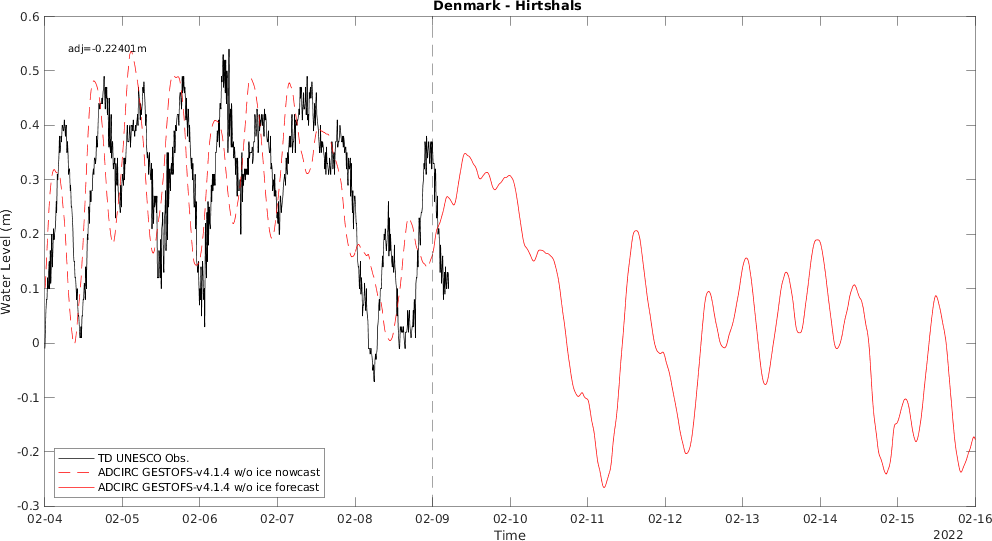 Denmark - Hirtshals
adj=-0.22401m
Water Level (m)
0.6
0.5
0.4
0.3
0.2
0.1
0
-0.1
-0.2
-0.3
TD UNESCO Obs.
ADCIRC GESTOFS-v4.1.4 w/o ice nowcast
ADCIRC GESTOFS-v4.1.4 w/o ice forecast
02-04 02-05 02-06 02-07 02-08 02-09 02-10 02-11 02-12 02-13 02-14 02-15 02-16
Time
2022